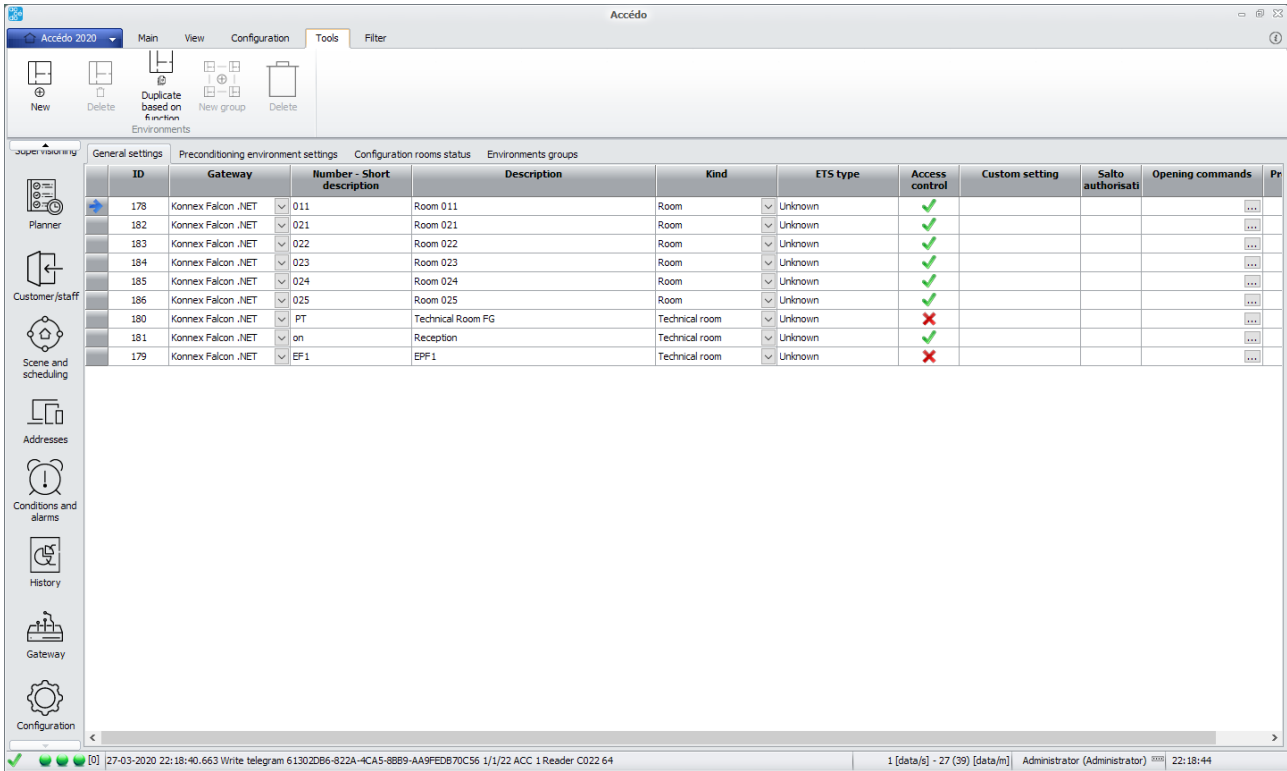 Accédo
Accédo 2020 Main View Configuration Tools Filter
New Delete Duplicate based on function New group Delete
Environments
Supervisioning
Planner
Customer/staff
Scene and scheduling
Addresses
Conditions and alarms
History
Gateway
Configuration
General settings Preconditioning environment settings Configuration rooms status Environments groups
ID Gateway Number - Short description Description Kind ETS type Access control Custom setting Salto authorisati Opening commands Pr
178 Konnex Falcon .NET 011 Room 011 Room Unknown ...
182 Konnex Falcon .NET 021 Room 021 Room Unknown ...
183 Konnex Falcon .NET 022 Room 022 Room Unknown ...
184 Konnex Falcon .NET 023 Room 023 Room Unknown ...
185 Konnex Falcon .NET 024 Room 024 Room Unknown ...
186 Konnex Falcon .NET 025 Room 025 Room Unknown ...
180 Konnex Falcon .NET PT Technical Room FG Technical room Unknown ...
181 Konnex Falcon .NET on Reception Technical room Unknown ...
179 Konnex Falcon .NET EF1 EPF1 Technical room Unknown ...
[0] 27-03-2020 22:18:40.663 Write telegram 61302DB6-822A-4CA5-8BB9-AA9FEDB70C56 1/1/22 ACC 1 Reader C022 64 1 [data/s] - 27 (39) [data/m] Administrator (Administrator) 22:18:44